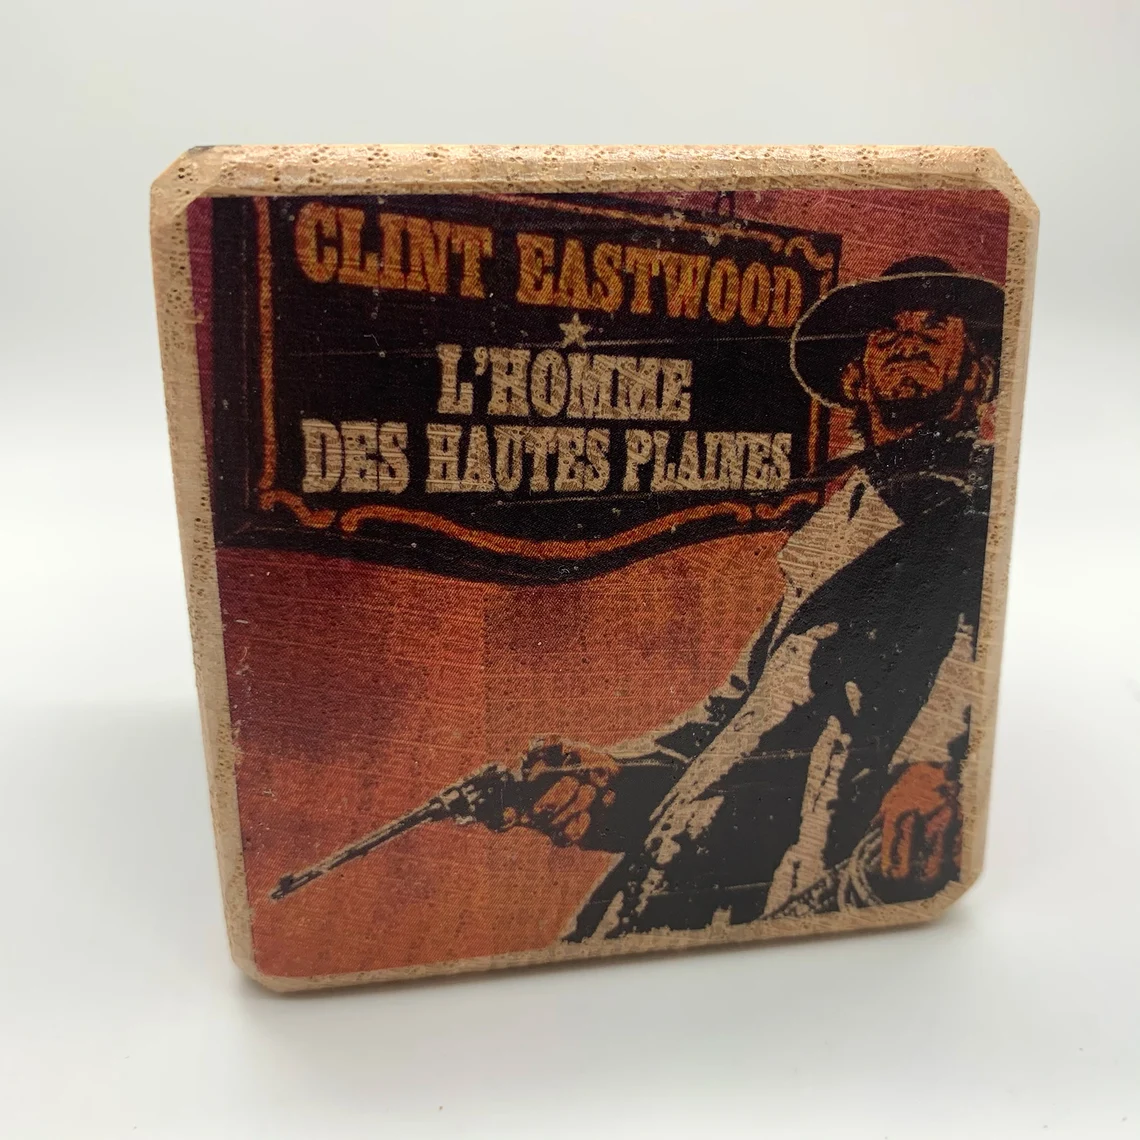 CLINT EASTWOOD
L'HOMME
DES HAUTES PLAINES